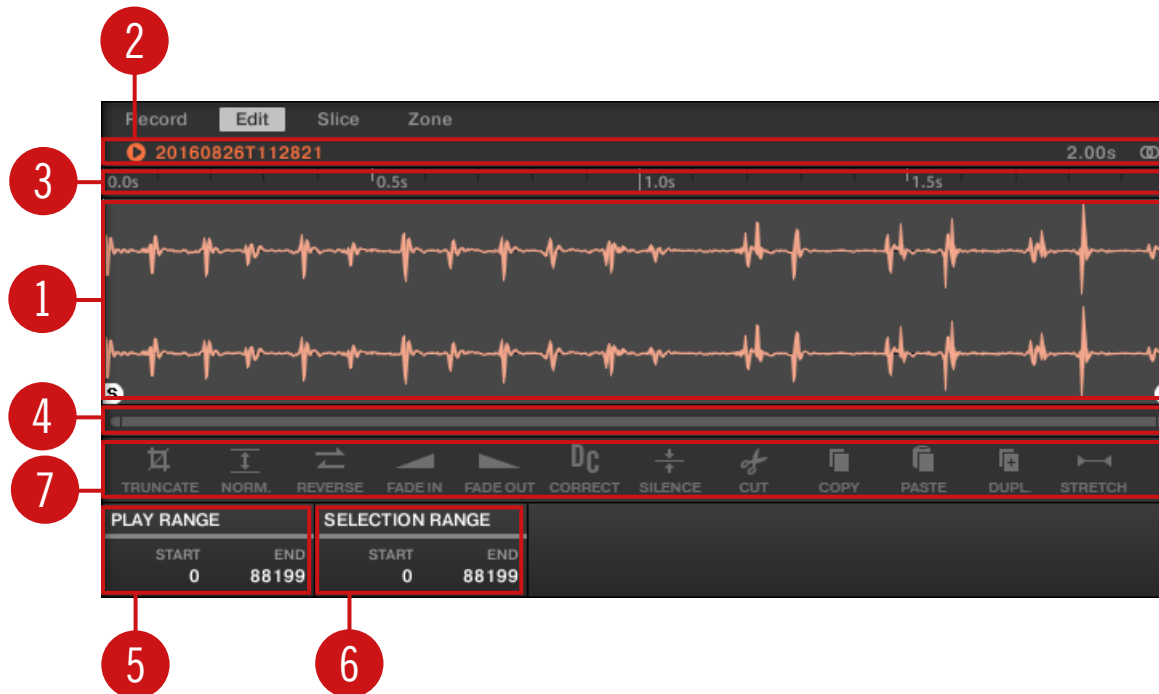 2
Record Edit Slice Zone
20160826T112821 2.00s
3
0.0s 0.5s 1.0s 1.5s
1
S
4
7
TRUNCATE NORM. REVERSE FADE IN FADE OUT CORRECT SILENCE CUT COPY PASTE DUPL. STRETCH
PLAY RANGE SELECTION RANGE
START END START END
0 88199 0 88199
5 6